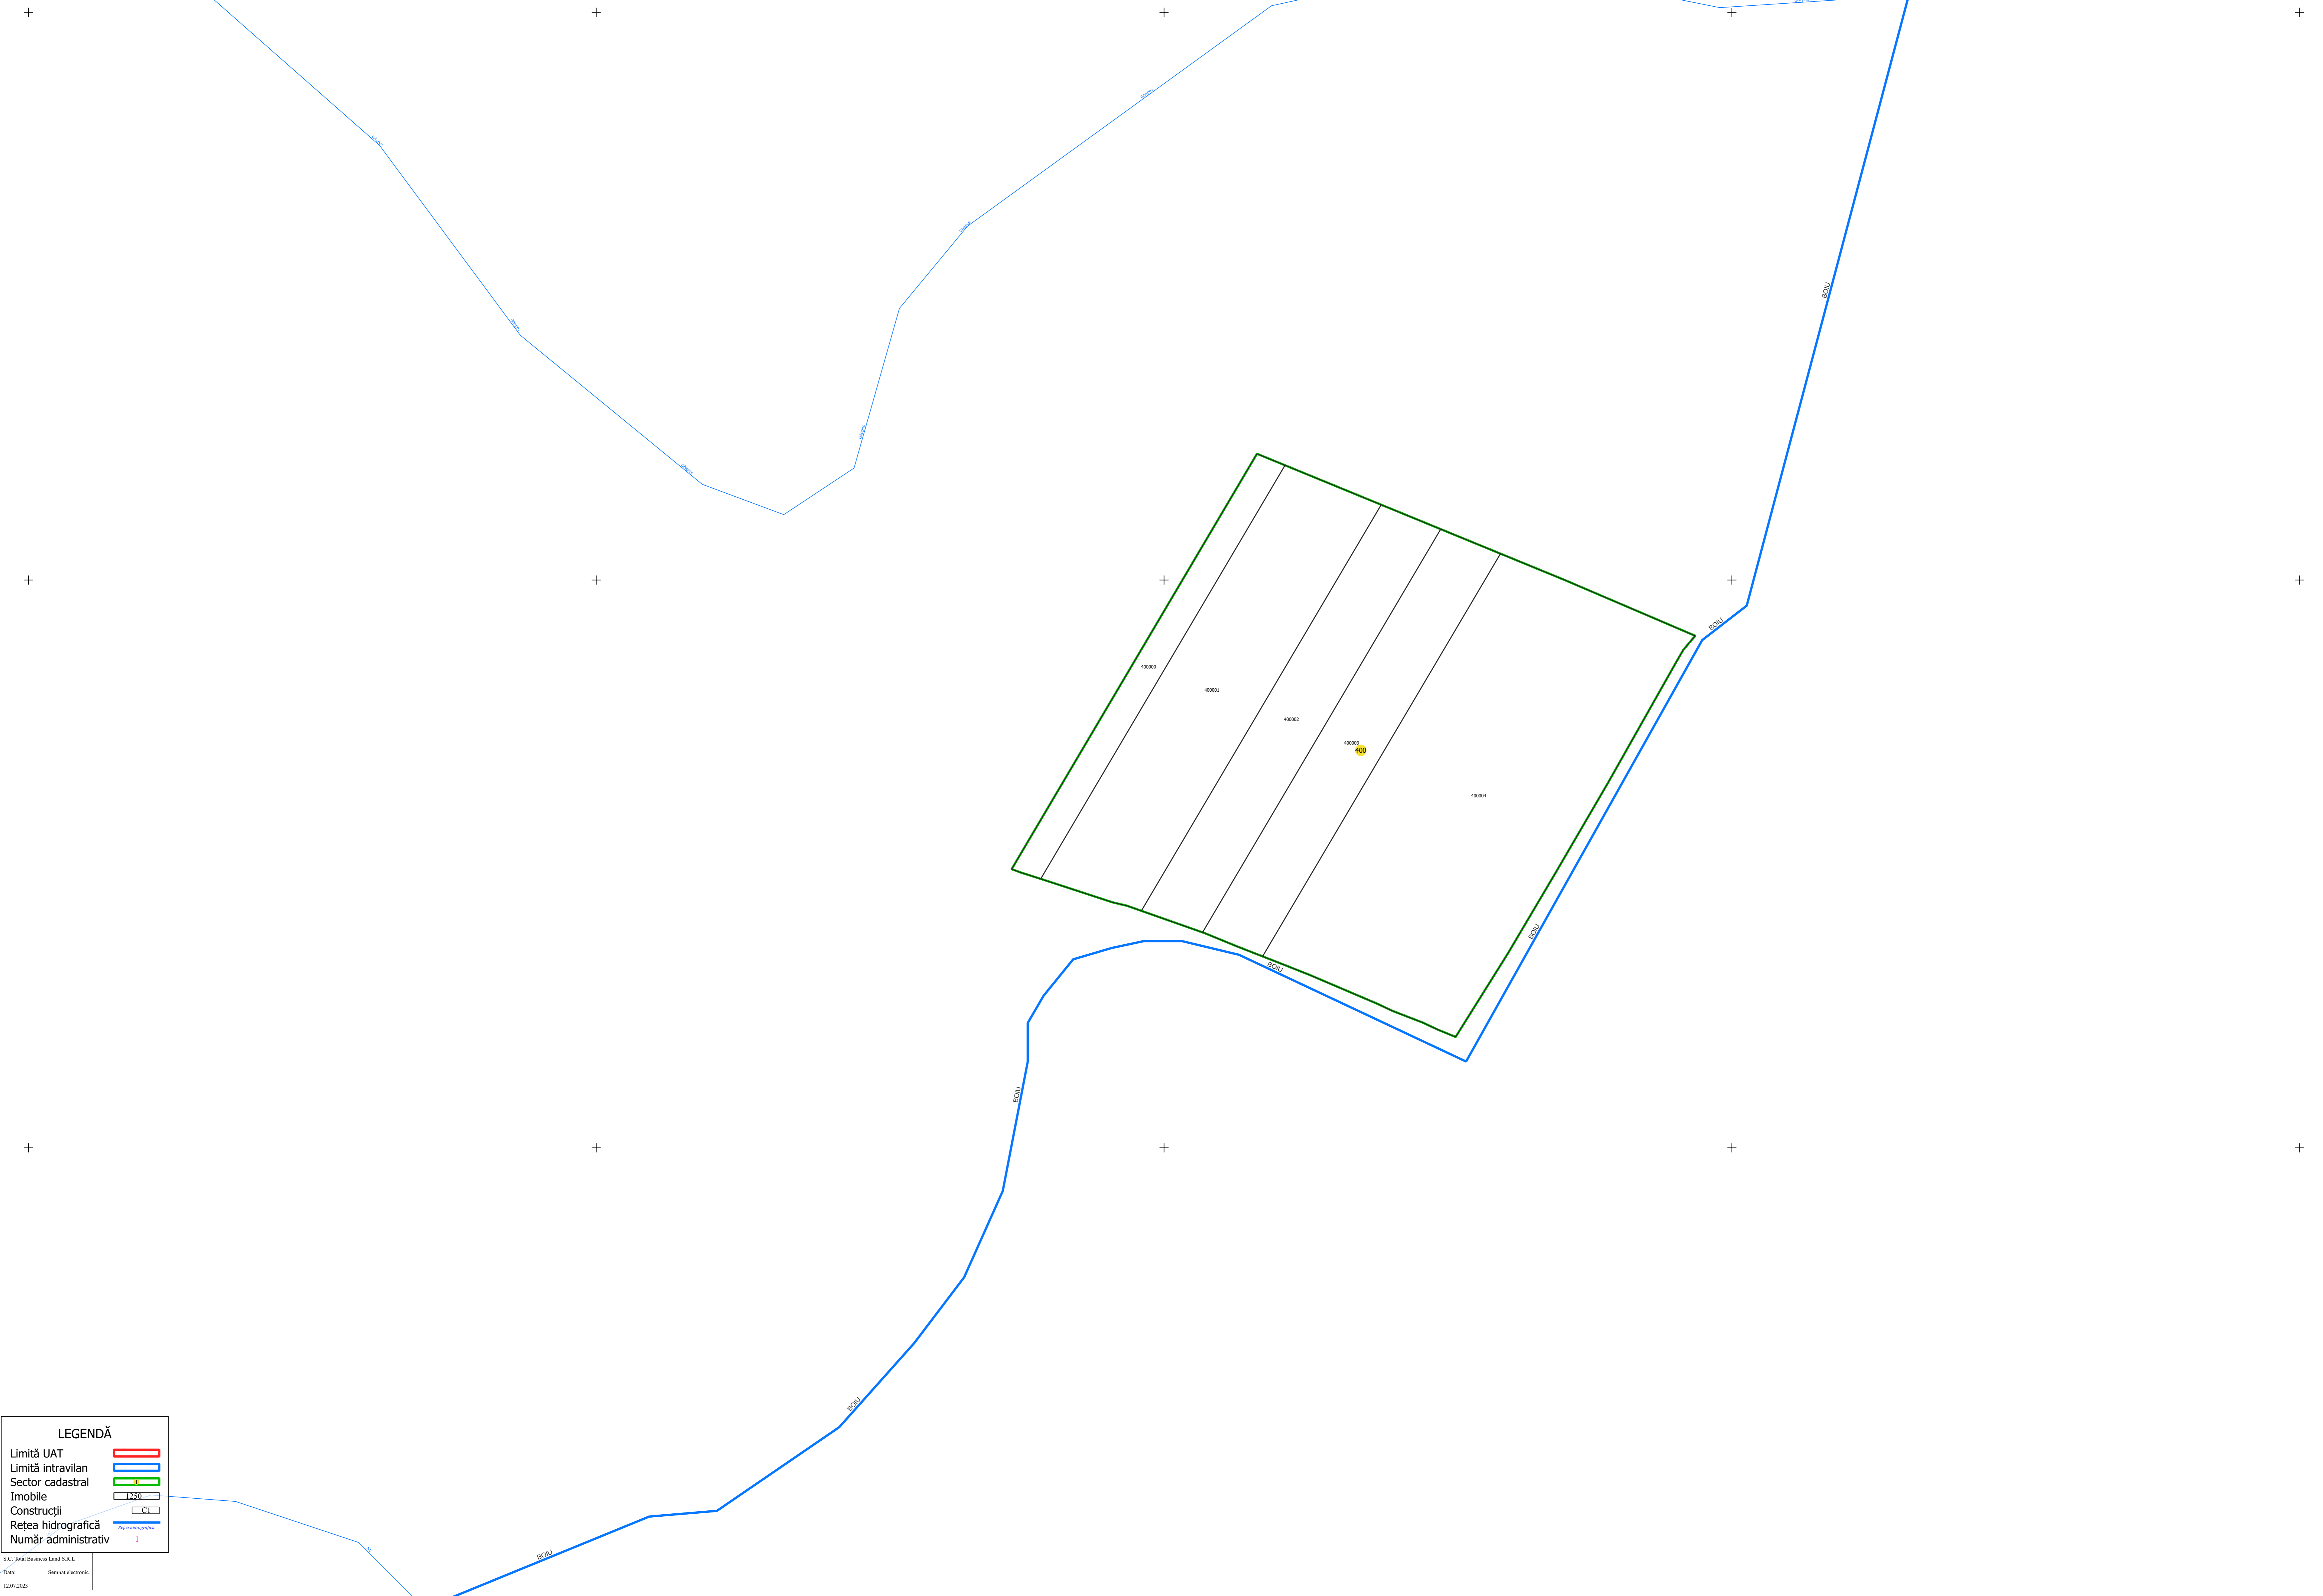 BOIU
BOIU
400000
400001
400002
400003
400
400004
BOIU
BOIU
BOIU
BOIU
BOIU
LEGENDĂ
Limită UAT
Limită intravilan
Sector cadastral 1
Imobile 1250
Construcții C1
Rețea hidrografică Rețea hidrografică
Număr administrativ 1
S.C. Total Business Land S.R.L
Data: Semnat electronic
12.07.2023